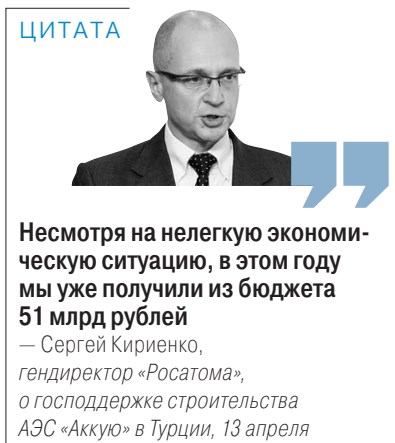 ЦИТАТА
Несмотря на нелегкую экономи-
ческую ситуацию, в этом году
мы уже получили из бюджета
51 млрд рублей
— Сергей Кириенко,
гендиректор «Росатома»,
о господдержке строительства
АЭС «Аккую» в Турции, 13 апреля